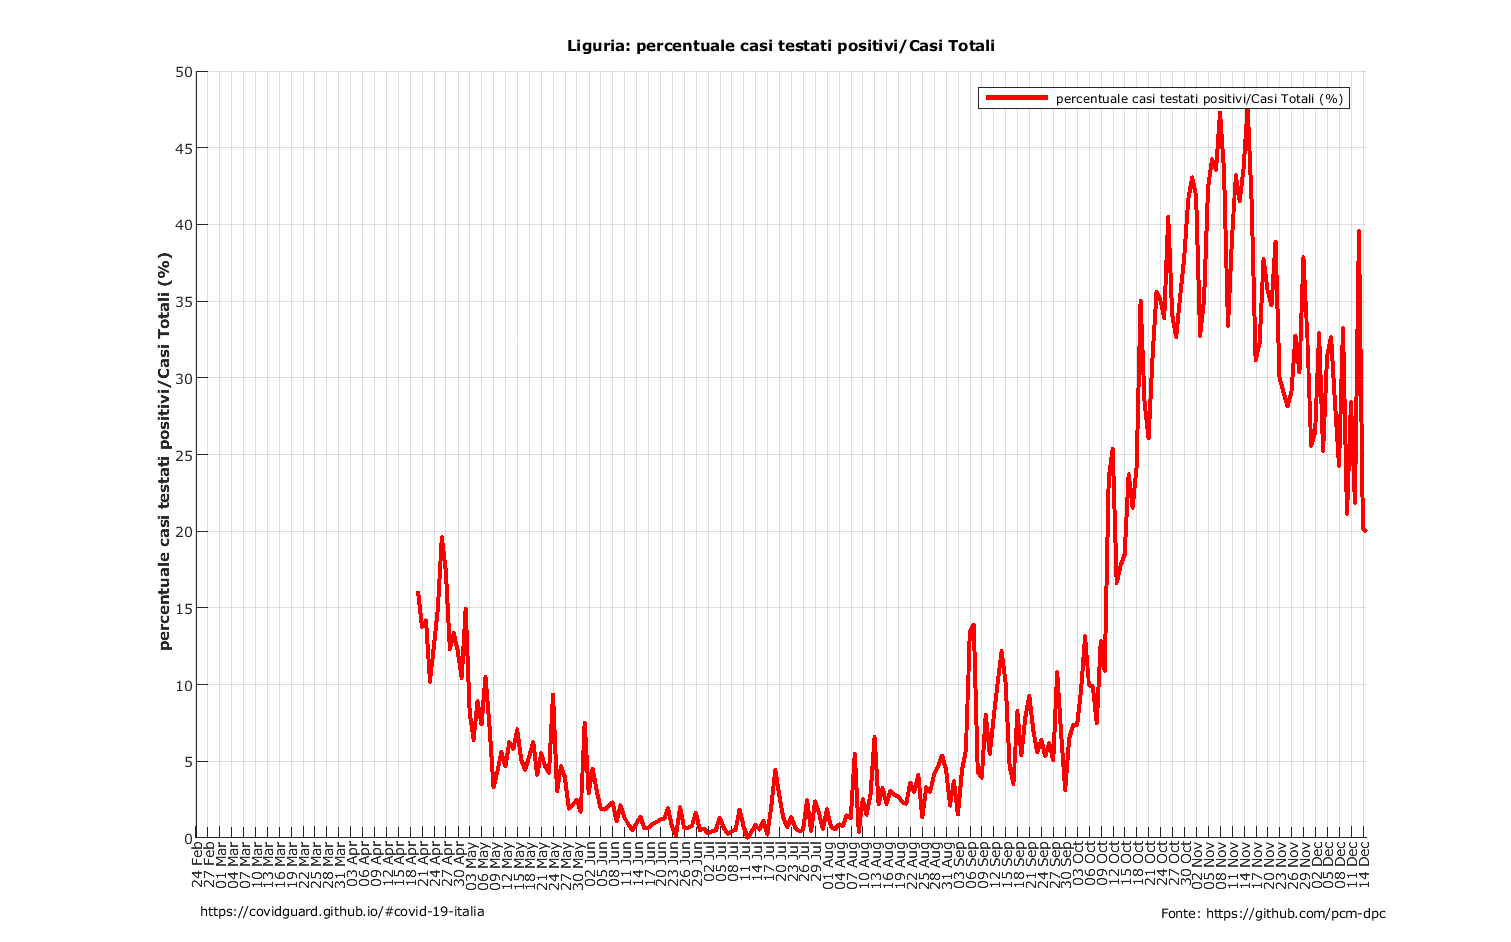 Liguria: percentuale casi testati positivi/Casi Totali
percentuale casi testati positivi/Casi Totali (%)
percentuale casi testati positivi/Casi Totali (%)
50
45
40
35
30
25
20
15
10
5
0
24 Feb
27 Feb
01 Mar
04 Mar
07 Mar
10 Mar
13 Mar
16 Mar
19 Mar
22 Mar
25 Mar
28 Mar
31 Mar
03 Apr
06 Apr
09 Apr
12 Apr
15 Apr
18 Apr
21 Apr
24 Apr
27 Apr
30 Apr
03 May
06 May
09 May
12 May
15 May
18 May
21 May
24 May
27 May
30 May
02 Jun
05 Jun
08 Jun
11 Jun
14 Jun
17 Jun
20 Jun
23 Jun
26 Jun
29 Jun
02 Jul
05 Jul
08 Jul
11 Jul
14 Jul
17 Jul
20 Jul
23 Jul
26 Jul
29 Jul
01 Aug
04 Aug
07 Aug
10 Aug
13 Aug
16 Aug
19 Aug
22 Aug
25 Aug
28 Aug
31 Aug
03 Sep
06 Sep
09 Sep
12 Sep
15 Sep
18 Sep
21 Sep
24 Sep
27 Sep
30 Sep
03 Oct
06 Oct
09 Oct
12 Oct
15 Oct
18 Oct
21 Oct
24 Oct
27 Oct
30 Oct
02 Nov
05 Nov
08 Nov
11 Nov
14 Nov
17 Nov
20 Nov
23 Nov
26 Nov
29 Nov
02 Dec
05 Dec
08 Dec
11 Dec
14 Dec
https://covidguard.github.io/#covid-19-italia
Fonte: https://github.com/pcm-dpc